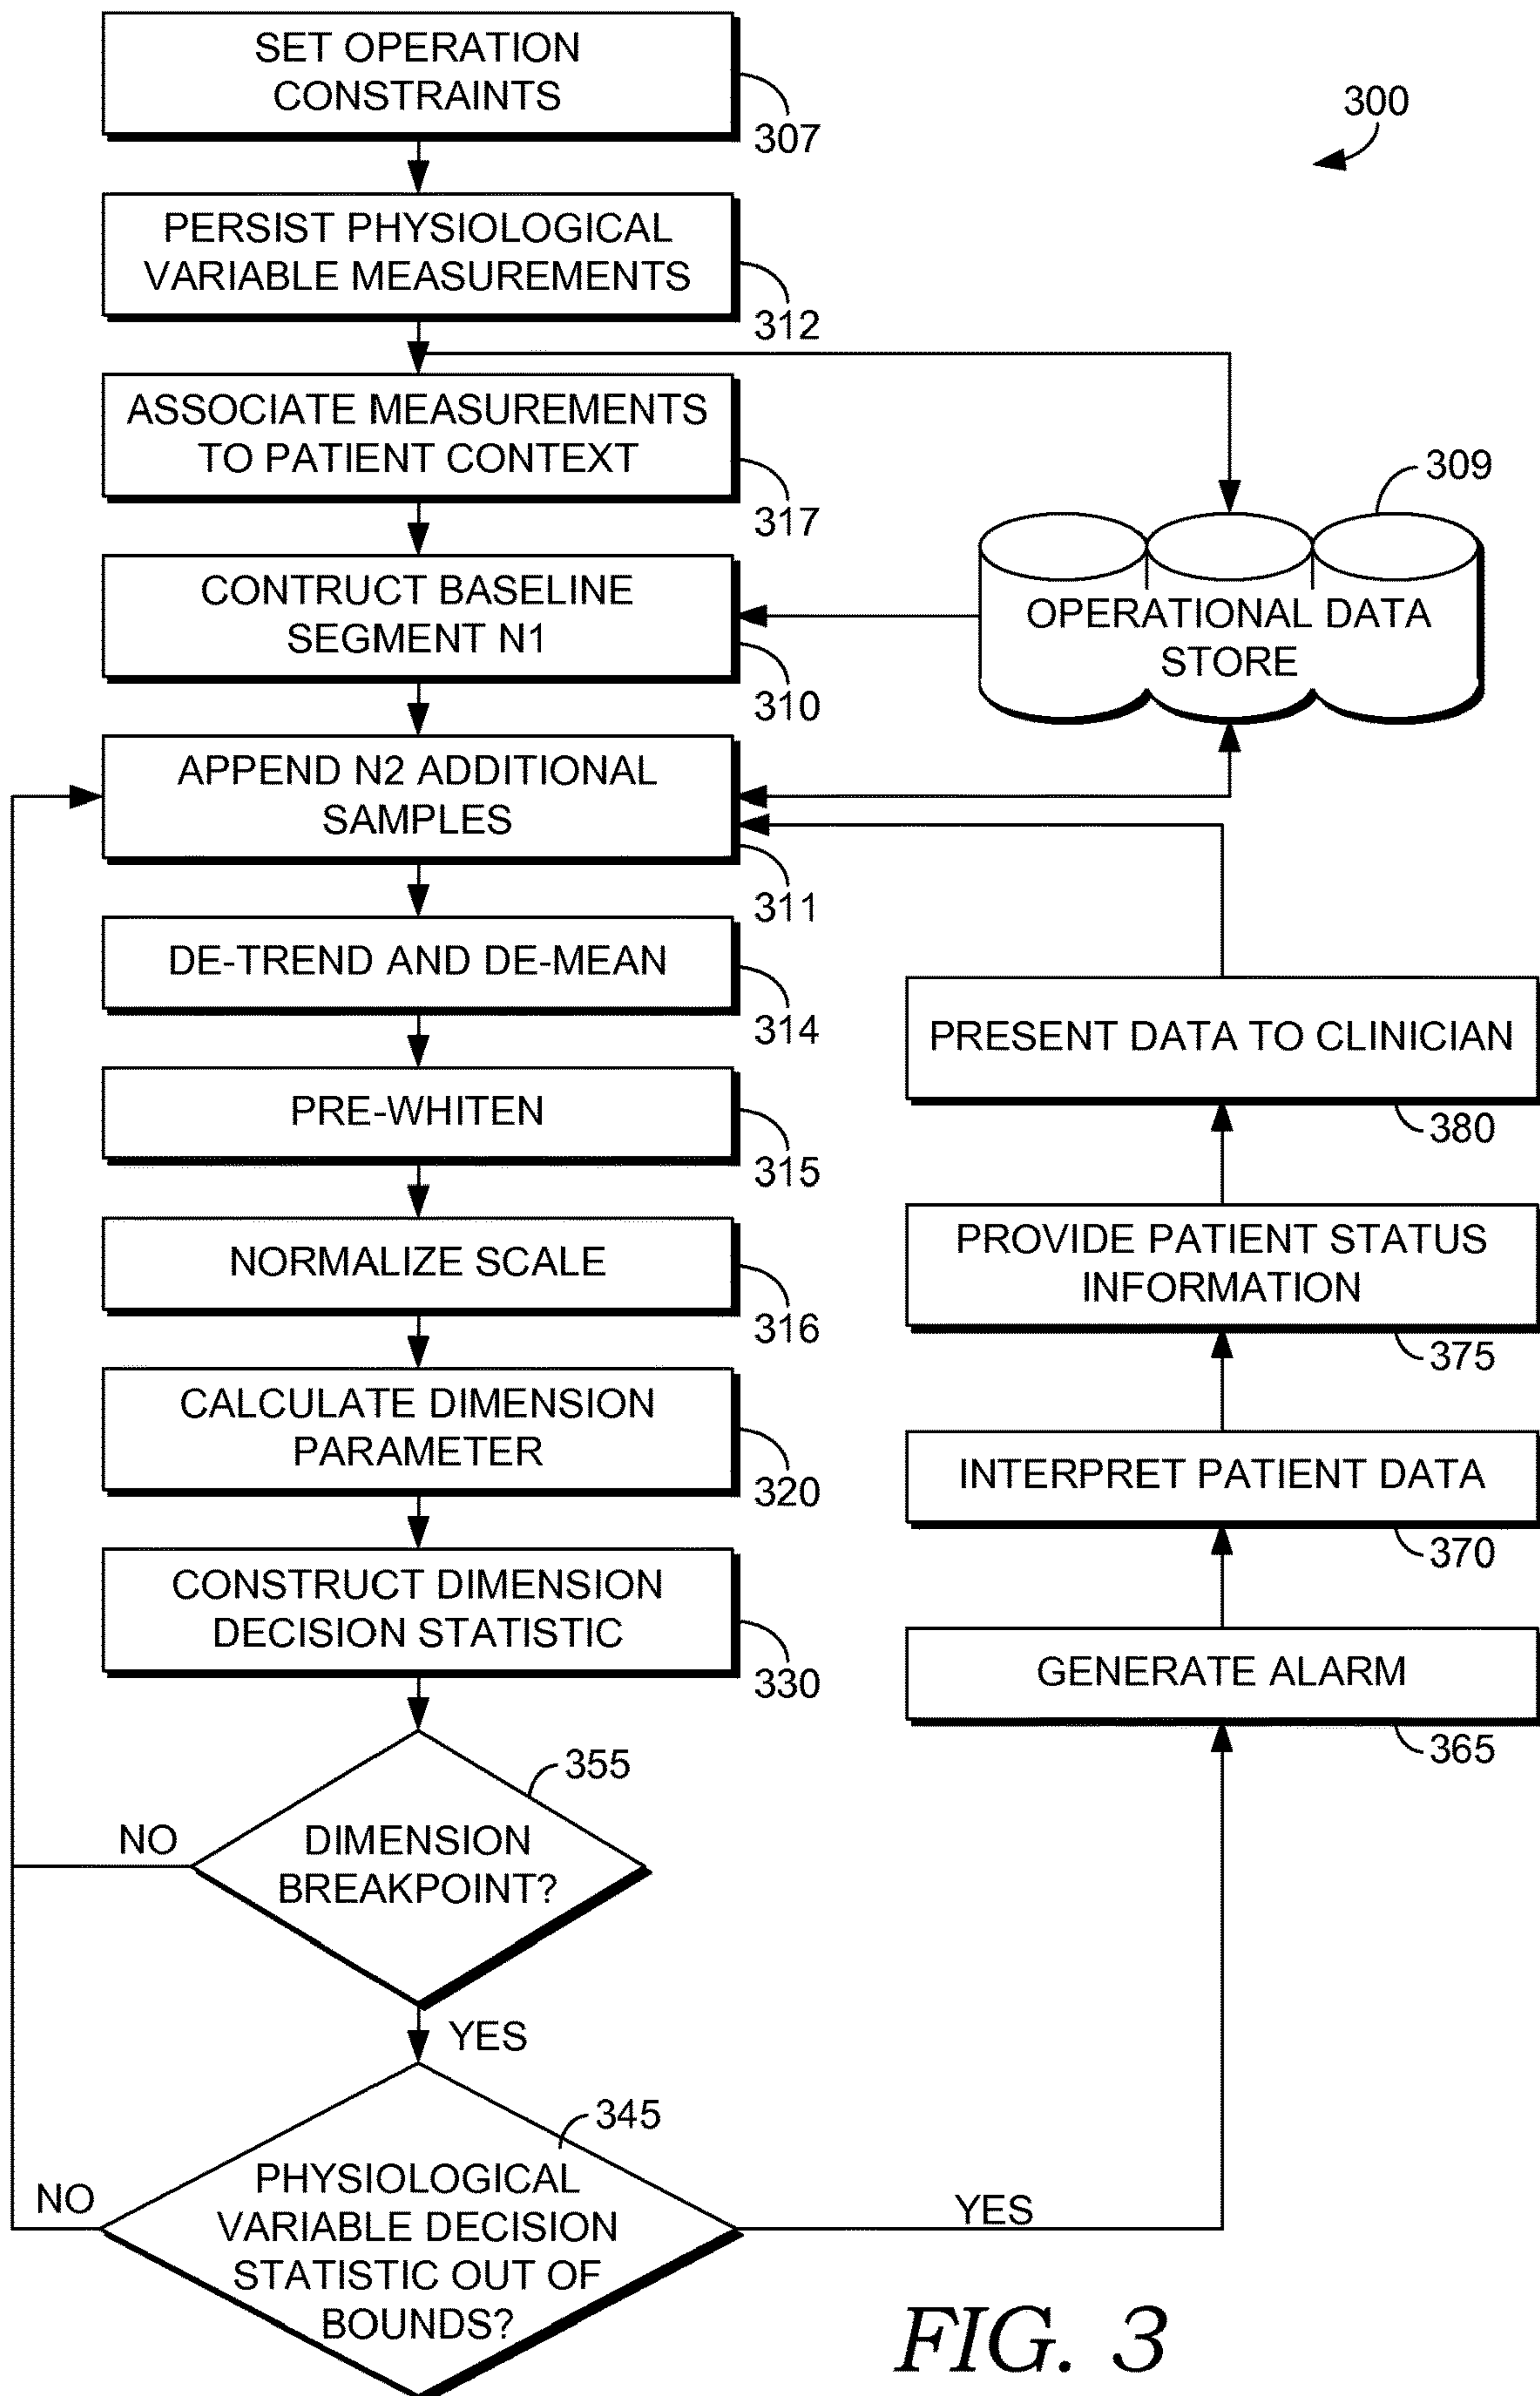 SET OPERATION
CONSTRAINTS
307
300
PERSIST PHYSIOLOGICAL
VARIABLE MEASUREMENTS
312
ASSOCIATE MEASUREMENTS
TO PATIENT CONTEXT
317
309
OPERATIONAL DATA
STORE
CONTRUCT BASELINE
SEGMENT N1
310
APPEND N2 ADDITIONAL
SAMPLES
311
DE-TREND AND DE-MEAN
314
PRE-WHITEN
315
NORMALIZE SCALE
316
CALCULATE DIMENSION
PARAMETER
320
CONSTRUCT DIMENSION
DECISION STATISTIC
330
355
DIMENSION
BREAKPOINT?
NO
YES
345
PHYSIOLOGICAL
VARIABLE DECISION
STATISTIC OUT OF
BOUNDS?
NO
YES
PRESENT DATA TO CLINICIAN
380
PROVIDE PATIENT STATUS
INFORMATION
375
INTERPRET PATIENT DATA
370
GENERATE ALARM
365
FIG. 3